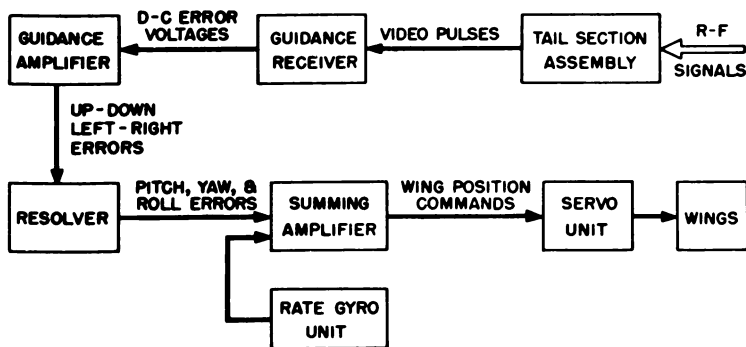 D-C ERROR
VOLTAGES
GUIDANCE
AMPLIFIER
GUIDANCE
RECEIVER
VIDEO PULSES
TAIL SECTION
ASSEMBLY
R-F
SIGNALS
UP-DOWN
LEFT-RIGHT
ERRORS
RESOLVER
PITCH, YAW, &
ROLL ERRORS
SUMMING
AMPLIFIER
WING POSITION
COMMANDS
SERVO
UNIT
WINGS
RATE GYRO
UNIT